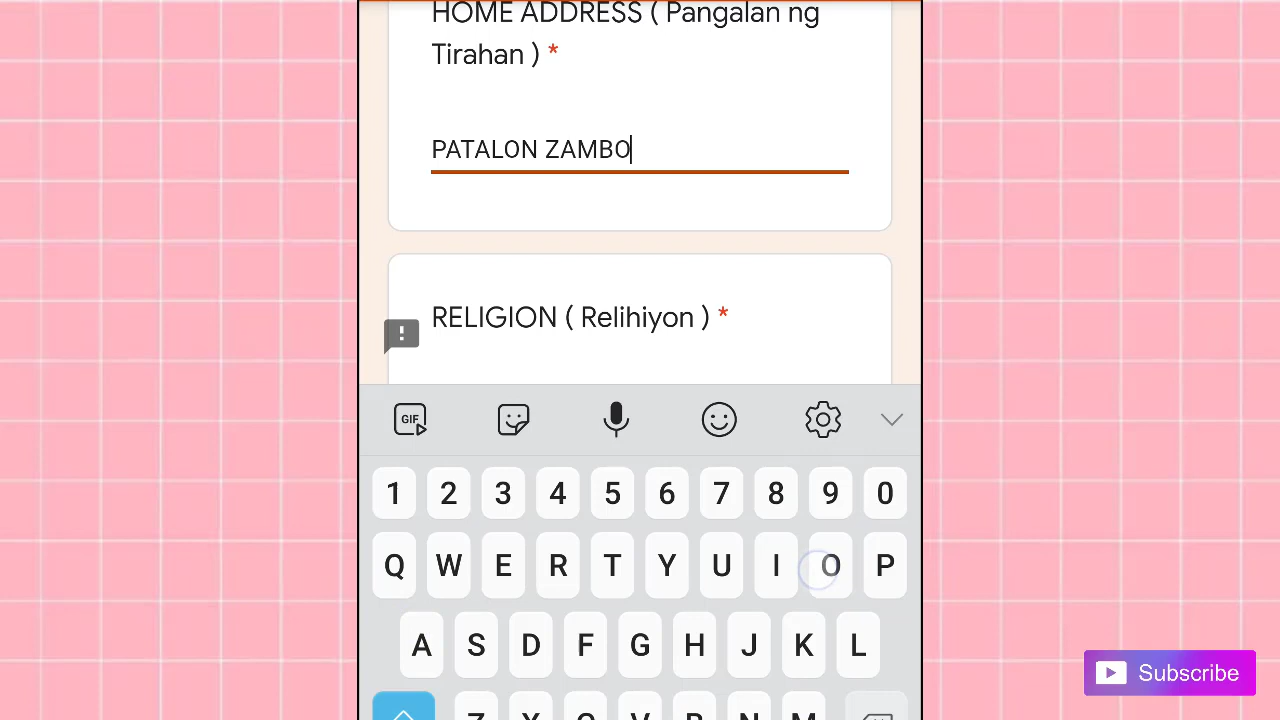 HOME ADDRESS ( Pangalan ng
Tirahan ) *
PATALON ZAMBO
RELIGION ( Relihiyon ) *
!
GIF
1 2 3 4 5 6 7 8 9 0
Q W E R T Y U I O P
A S D F G H J K L
Z X C V B N M
Subscribe